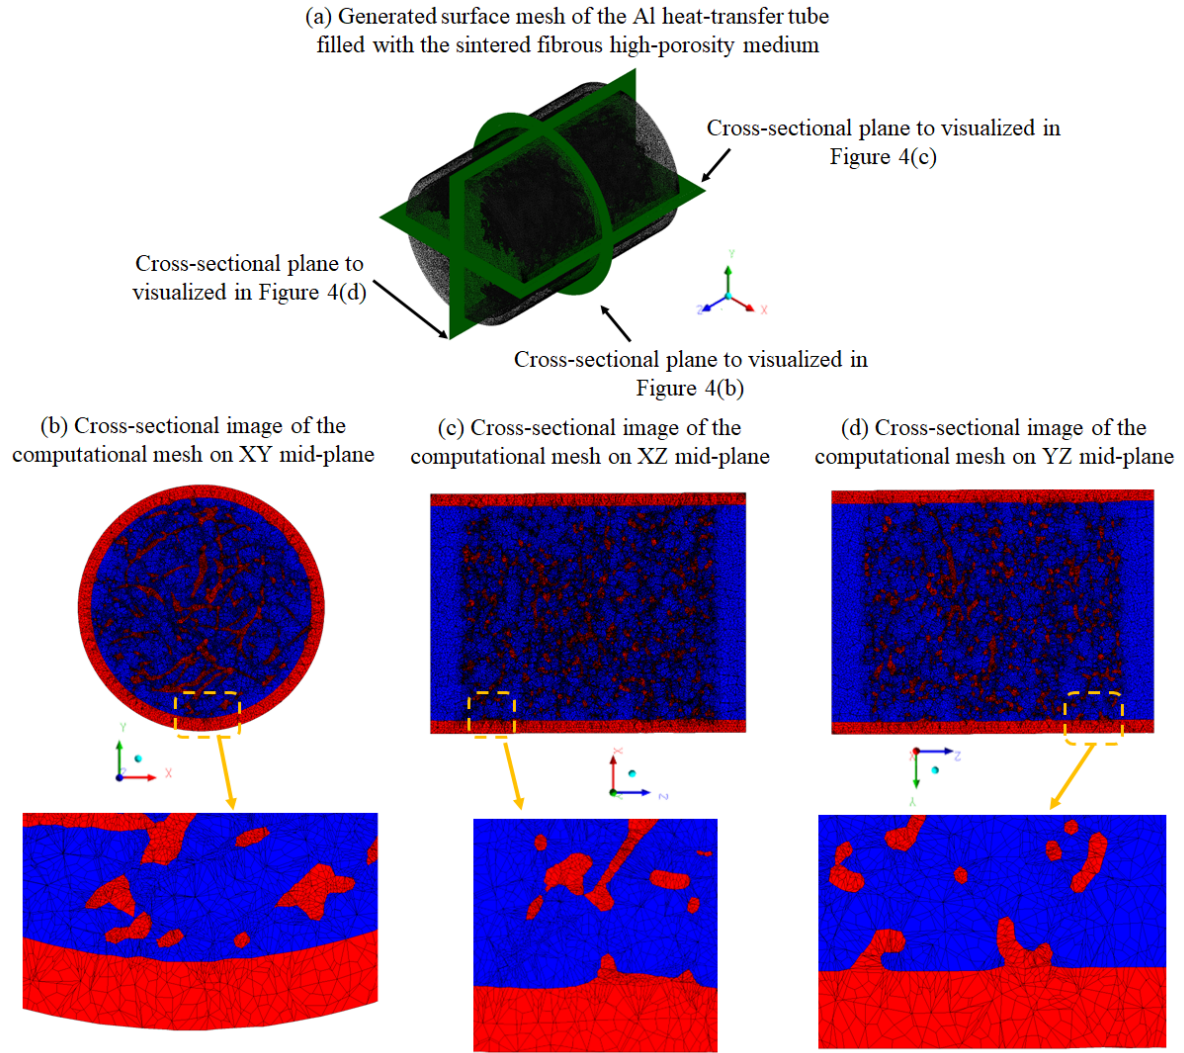 (a) Generated surface mesh of the Al heat-transfer tube
filled with the sintered fibrous high-porosity medium
Cross-sectional plane to visualized in
Figure 4(c)
Cross-sectional plane to
visualized in Figure 4(d)
Y
Z
X
Cross-sectional plane to visualized in
Figure 4(b)
(b) Cross-sectional image of the
computational mesh on XY mid-plane
(c) Cross-sectional image of the
computational mesh on XZ mid-plane
(d) Cross-sectional image of the
computational mesh on YZ mid-plane
Y
Z
X
X
Y
Z
X
Z
Y